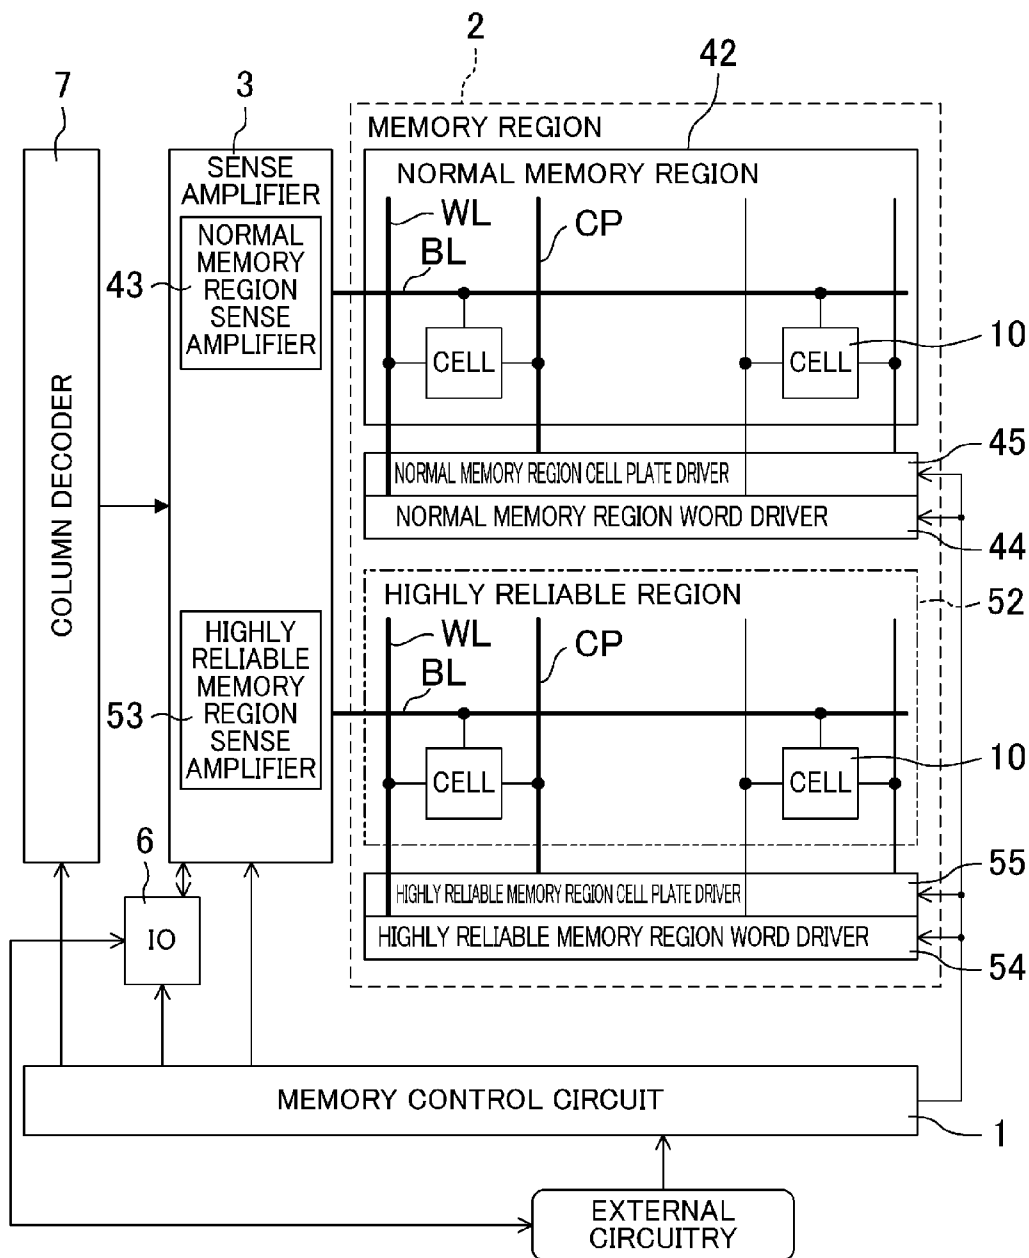 2
42
7
3
MEMORY REGION
SENSE
AMPLIFIER
NORMAL MEMORY REGION
WL
CP
BL
NORMAL
MEMORY
REGION
SENSE
AMPLIFIER
43
CELL
CELL
10
COLUMN DECODER
45
NORMAL MEMORY REGION CELL PLATE DRIVER
NORMAL MEMORY REGION WORD DRIVER
44
HIGHLY RELIABLE REGION
52
WL
CP
BL
HIGHLY
RELIABLE
MEMORY
REGION
SENSE
AMPLIFIER
53
CELL
CELL
10
6
IO
55
HIGHLY RELIABLE MEMORY REGION CELL PLATE DRIVER
HIGHLY RELIABLE MEMORY REGION WORD DRIVER
54
MEMORY CONTROL CIRCUIT
1
EXTERNAL
CIRCUITRY